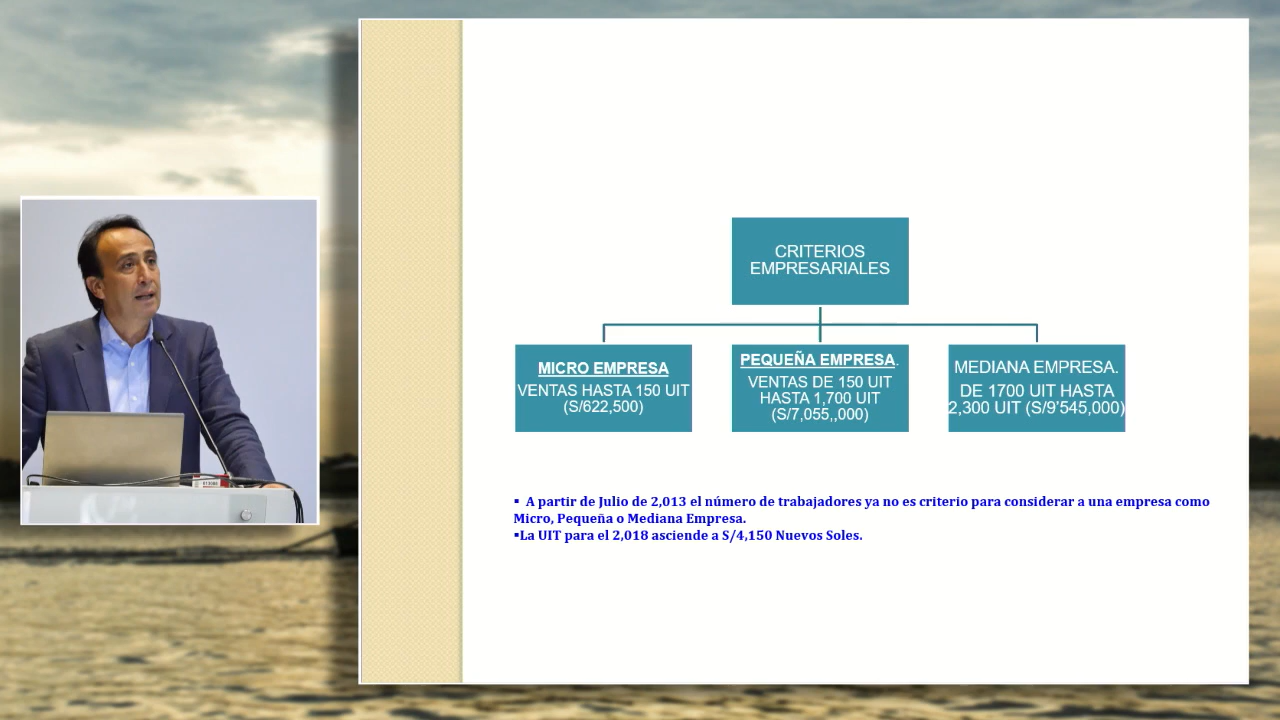 CRITERIOS
EMPRESARIALES
MICRO EMPRESA
VENTAS HASTA 150 UIT
(S/622,500)
PEQUEÑA EMPRESA.
VENTAS DE 150 UIT
HASTA 1,700 UIT
(S/7,055,,000)
MEDIANA EMPRESA.
DE 1700 UIT HASTA
2,300 UIT (S/9'545,000)
▪ A partir de Julio de 2,013 el número de trabajadores ya no es criterio para considerar a una empresa como
Micro, Pequeña o Mediana Empresa.
▪La UIT para el 2,018 asciende a S/4,150 Nuevos Soles.